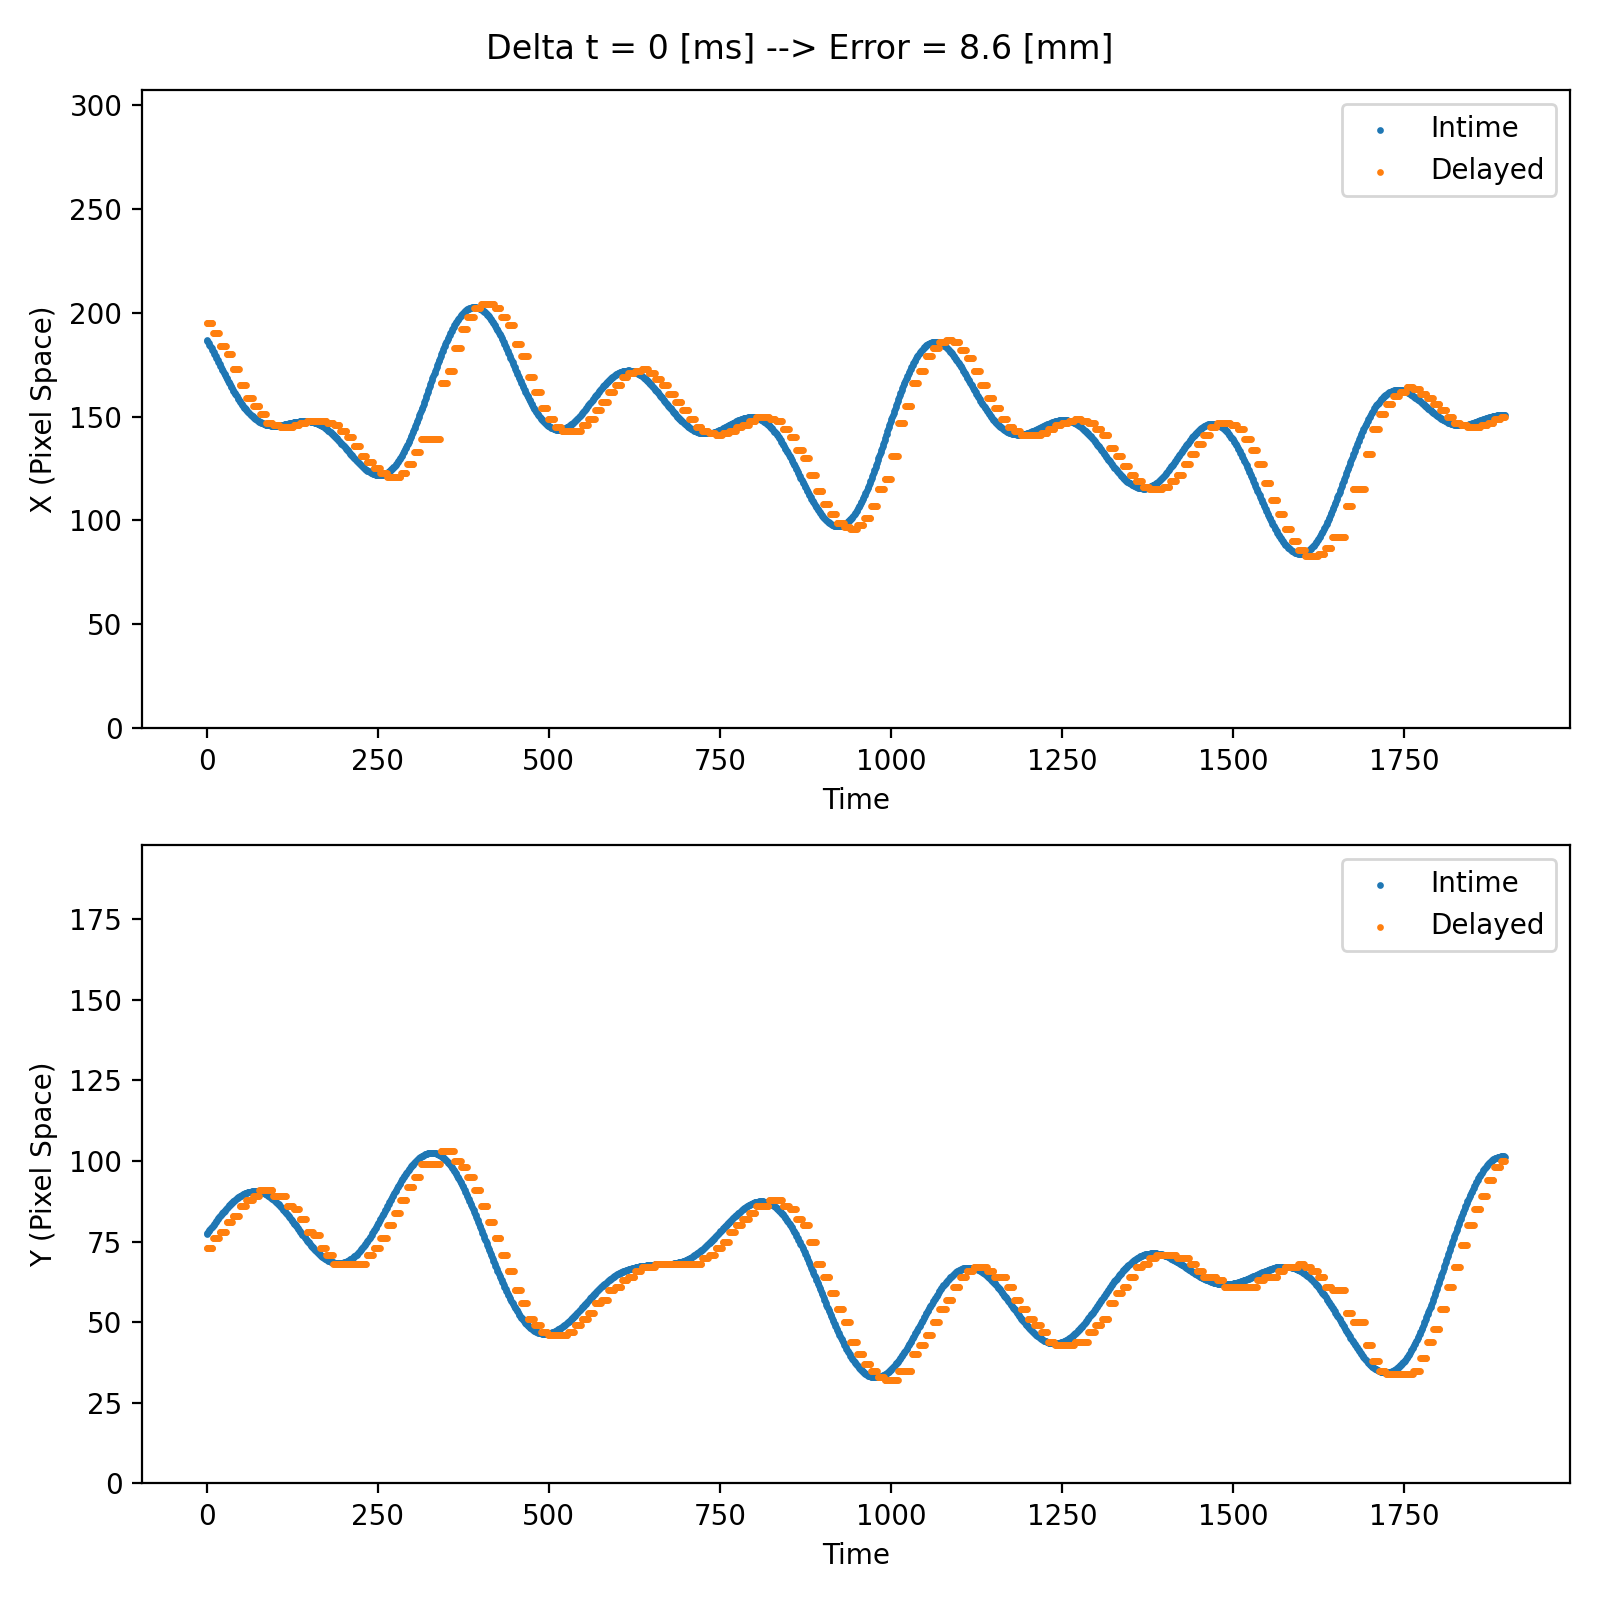 Delta t = 0 [ms] --> Error = 8.6 [mm]
300
250
200
150
100
50
0
X (Pixel Space)
Intime
Delayed
0 250 500 750 1000 1250 1500 1750
Time
175
150
125
100
75
50
25
0
Y (Pixel Space)
Intime
Delayed
0 250 500 750 1000 1250 1500 1750
Time